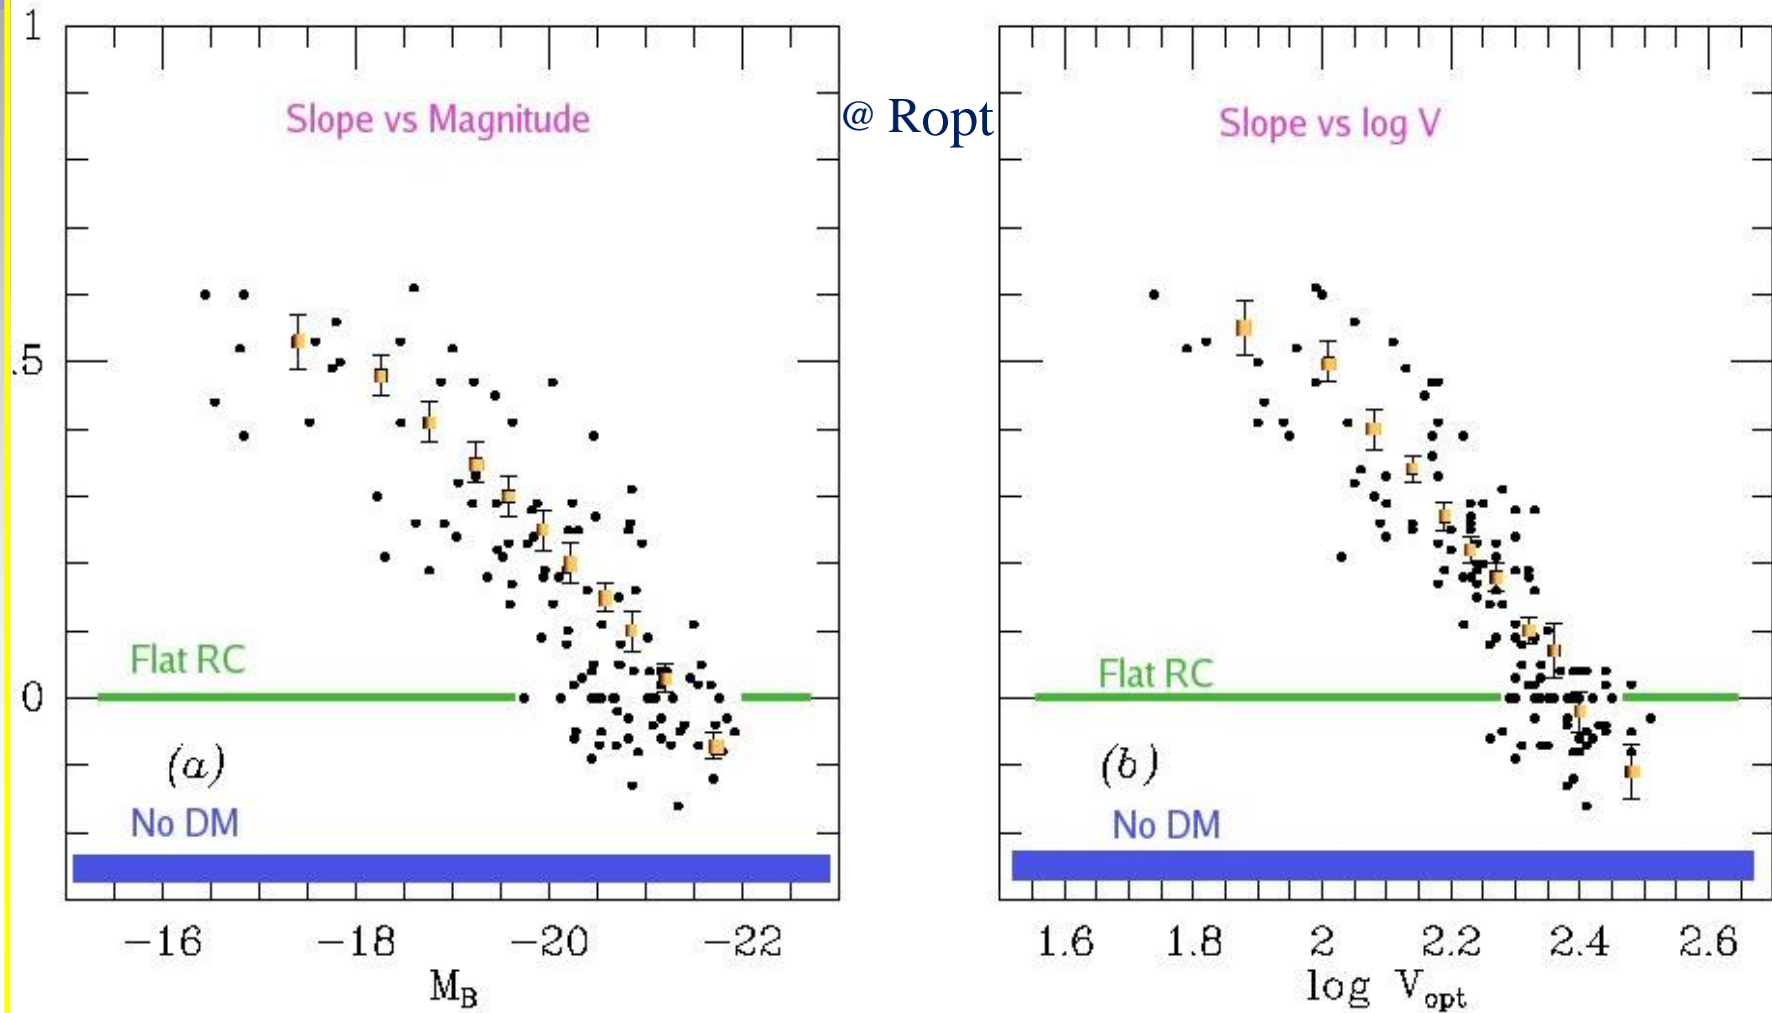 1
Slope vs Magnitude
@ Ropt
Slope vs log V
.5
Flat RC
Flat RC
0
(a)
(b)
No DM
No DM
-16 -18 -20 -22
1.6 1.8 2 2.2 2.4 2.6
M_B
log V_opt